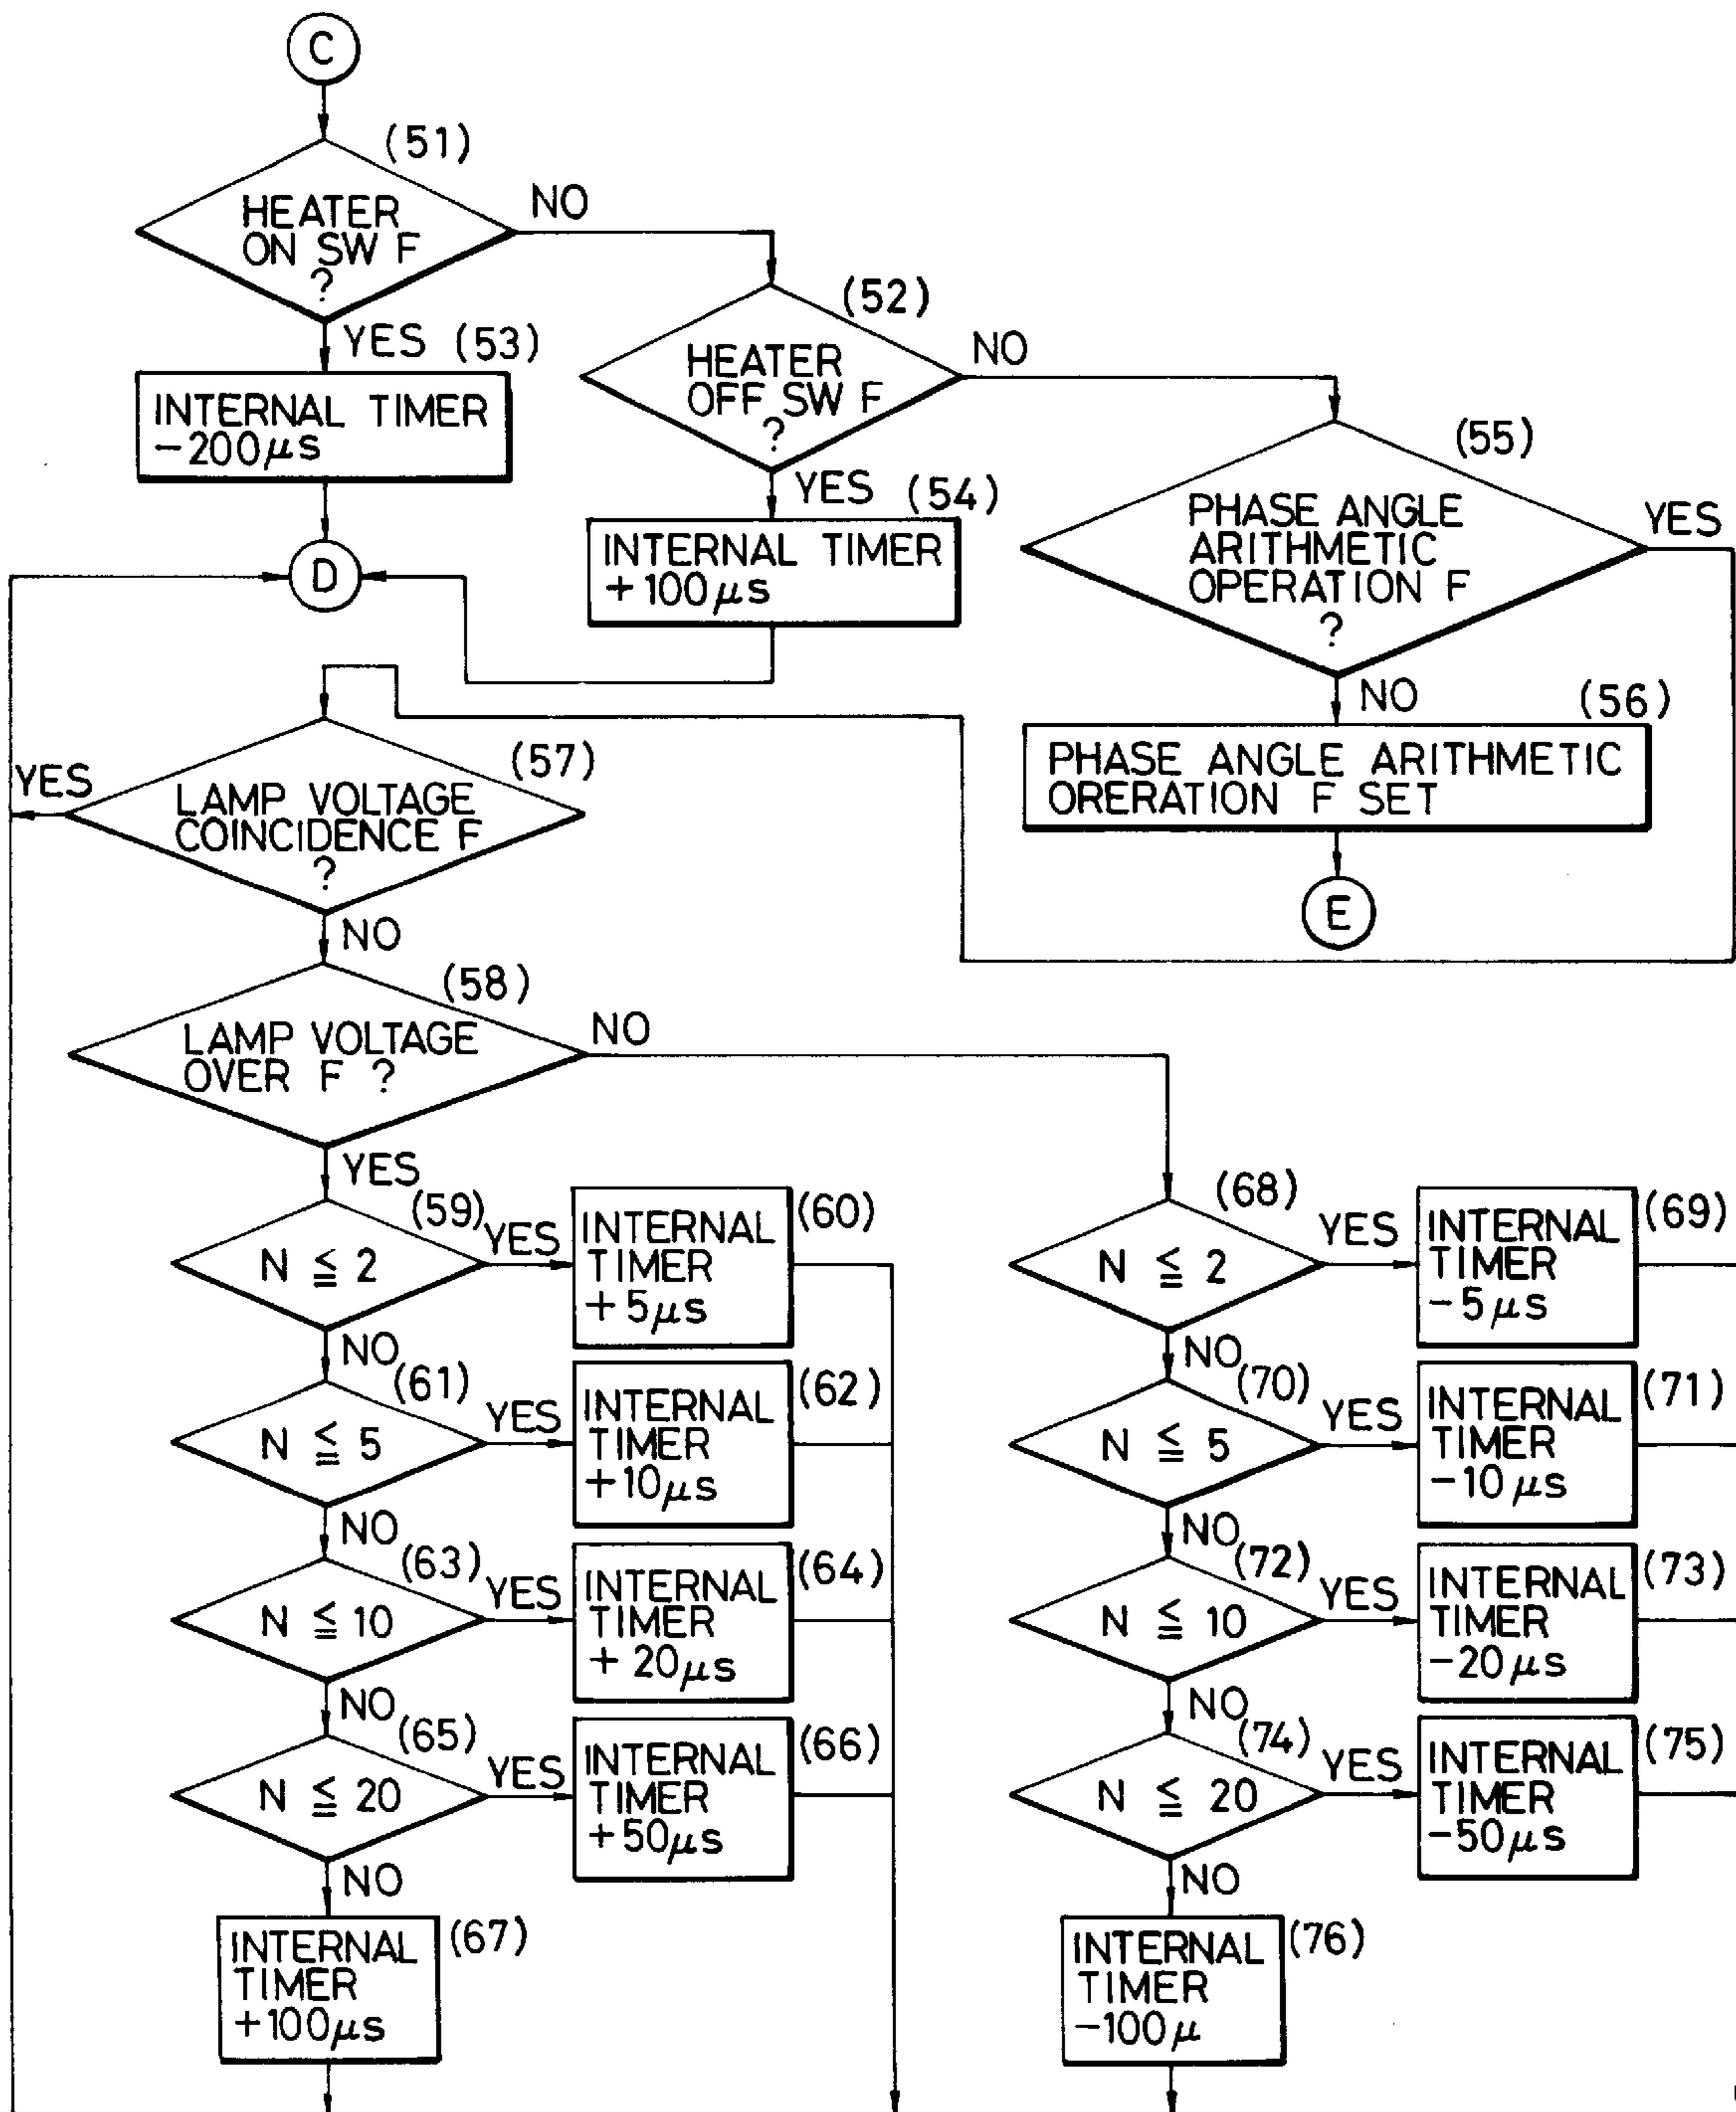 C
(51)
HEATER
ON SW F
?
NO
YES (53)
INTERNAL TIMER
−200μs
(52)
HEATER
OFF SW F
?
NO
YES (54)
INTERNAL TIMER
+100μs
D
(55)
PHASE ANGLE
ARITHMETIC
OPERATION F
?
YES
NO
(56)
PHASE ANGLE ARITHMETIC
ORERATION F SET
E
(57)
YES
LAMP VOLTAGE
COINCIDENCE F
?
NO
(58)
LAMP VOLTAGE
OVER F ?
NO
YES
(59)
N ≦ 2
YES
INTERNAL
TIMER
+5μs
(60)
NO
(61)
N ≦ 5
YES
INTERNAL
TIMER
+10μs
(62)
NO
(63)
N ≦ 10
YES
INTERNAL
TIMER
+20μs
(64)
NO
(65)
N ≦ 20
YES
INTERNAL
TIMER
+50μs
(66)
NO
INTERNAL
TIMER
+100μs
(67)
(68)
N ≦ 2
YES
INTERNAL
TIMER
−5μs
(69)
NO
(70)
N ≦ 5
YES
INTERNAL
TIMER
−10μs
(71)
NO
(72)
N ≦ 10
YES
INTERNAL
TIMER
−20μs
(73)
NO
(74)
N ≦ 20
YES
INTERNAL
TIMER
−50μs
(75)
NO
INTERNAL
TIMER
−100μ
(76)